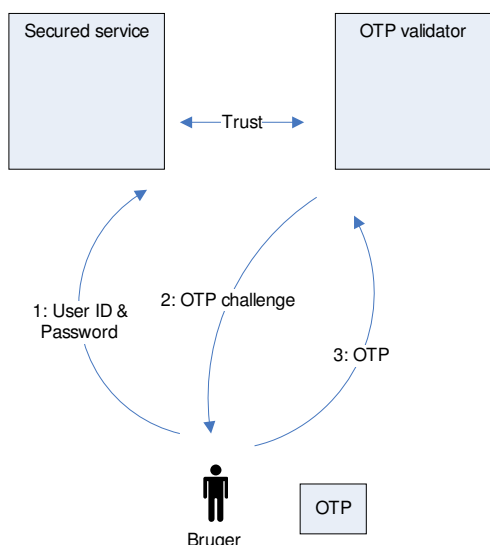 Secured service
OTP validator
Trust
1: User ID &
Password
2: OTP challenge
3: OTP
OTP
Bruger